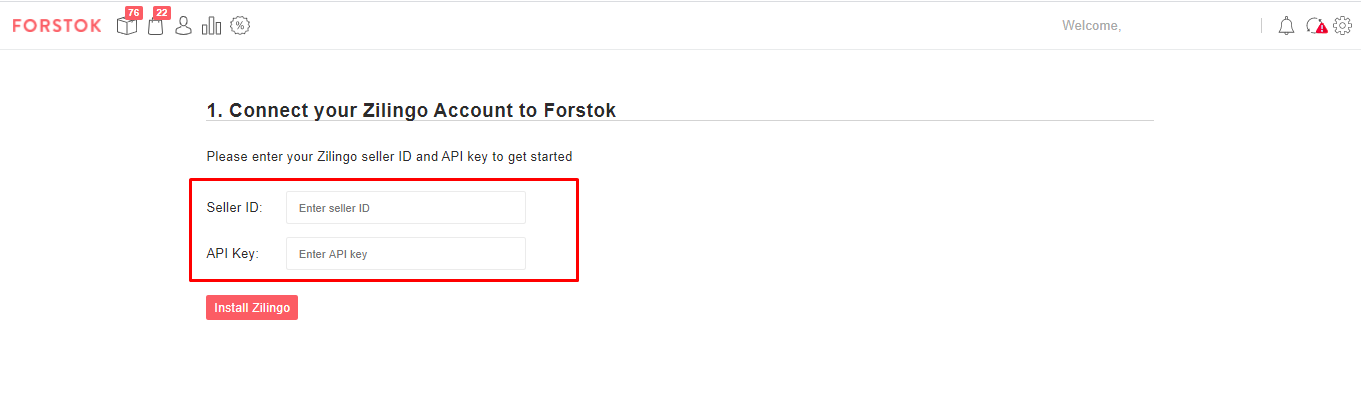 FORSTOK 76 22 % Welcome,
1. Connect your Zilingo Account to Forstok
Please enter your Zilingo seller ID and API key to get started
Seller ID: Enter seller ID
API Key: Enter API key
Install Zilingo